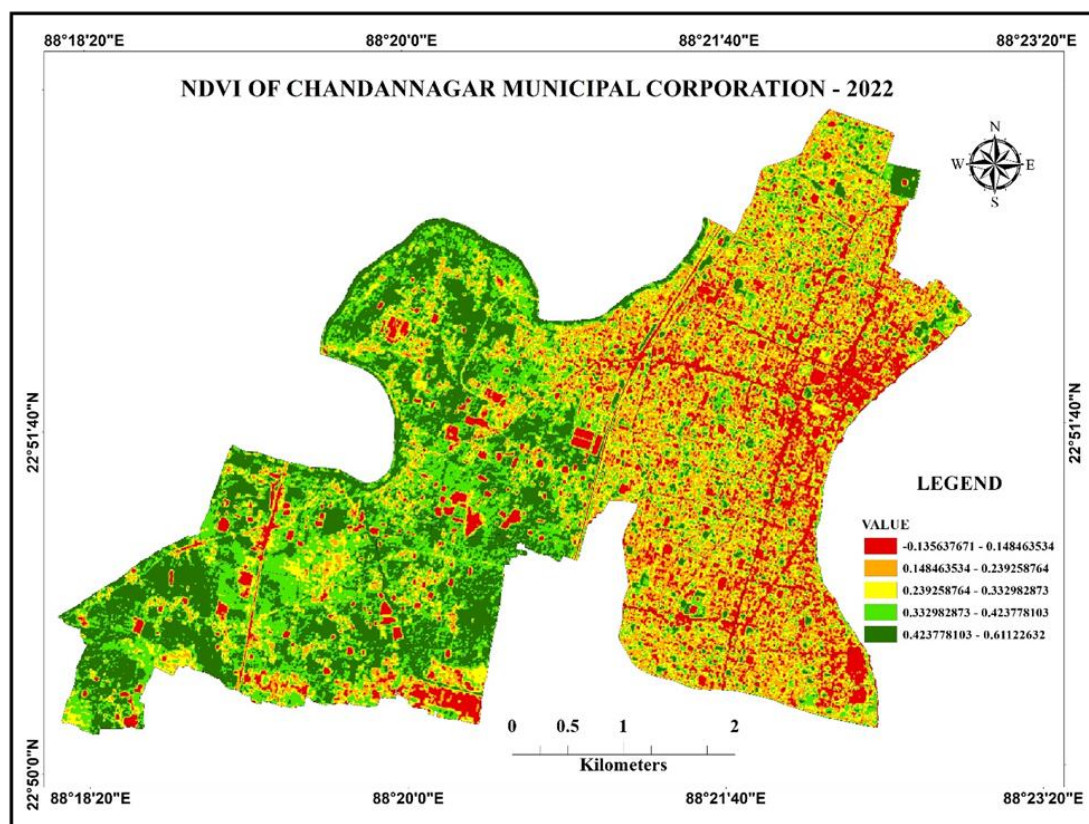 88°18'20"E 88°20'0"E 88°21'40"E 88°23'20"E
NDVI OF CHANDANNAGAR MUNICIPAL CORPORATION - 2022
N
W E
S
22°51'40"N 22°51'40"N
LEGEND
VALUE
-0.135637671 - 0.148463534
0.148463534 - 0.239258764
0.239258764 - 0.332982873
0.332982873 - 0.423778103
0.423778103 - 0.61122632
0 0.5 1 2
Kilometers
22°50'0"N 22°50'0"N
88°18'20"E 88°20'0"E 88°21'40"E 88°23'20"E